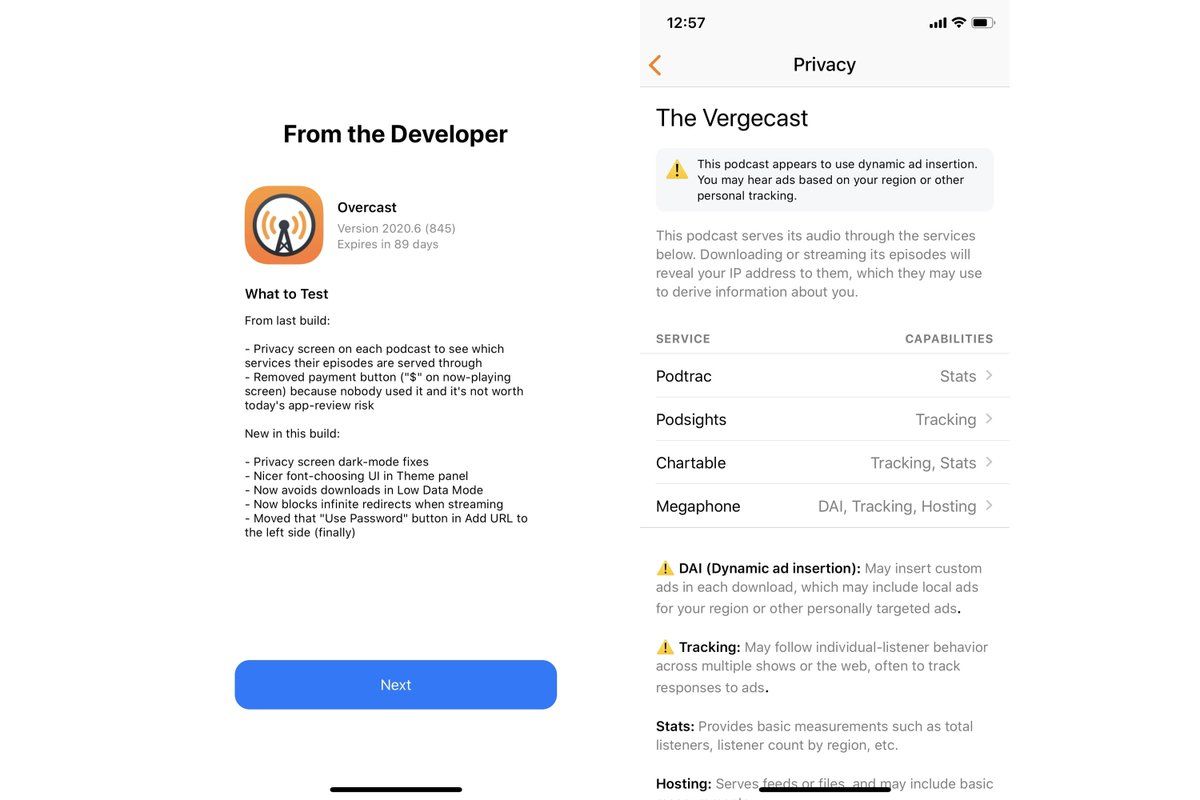 From the Developer
Overcast
Version 2020.6 (845)
Expires in 89 days
What to Test
From last build:
- Privacy screen on each podcast to see which
services their episodes are served through
- Removed payment button ("$" on now-playing
screen) because nobody used it and it's not worth
today's app-review risk
New in this build:
- Privacy screen dark-mode fixes
- Nicer font-choosing UI in Theme panel
- Now avoids downloads in Low Data Mode
- Now blocks infinite redirects when streaming
- Moved that "Use Password" button in Add URL to
the left side (finally)
Next
12:57
Privacy
The Vergecast
This podcast appears to use dynamic ad insertion.
You may hear ads based on your region or other
personal tracking.
This podcast serves its audio through the services
below. Downloading or streaming its episodes will
reveal your IP address to them, which they may use
to derive information about you.
SERVICE CAPABILITIES
Podtrac Stats
Podsights Tracking
Chartable Tracking, Stats
Megaphone DAI, Tracking, Hosting
DAI (Dynamic ad insertion): May insert custom
ads in each download, which may include local ads
for your region or other personally targeted ads.
Tracking: May follow individual-listener behavior
across multiple shows or the web, often to track
responses to ads.
Stats: Provides basic measurements such as total
listeners, listener count by region, etc.
Hosting: Serves feeds or files, and may include basic